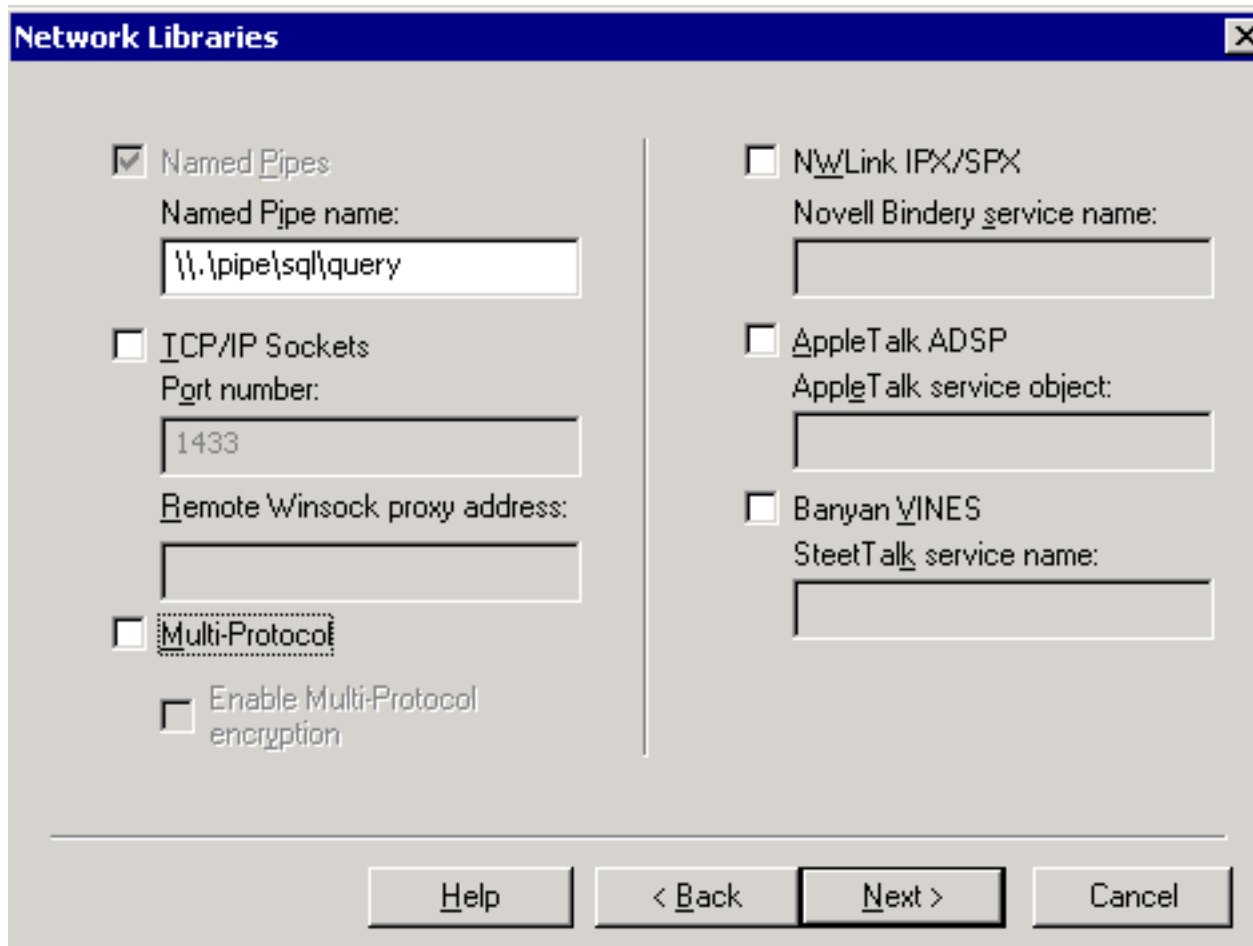 Network Libraries
Named Pipes
Named Pipe name:
\\.\pipe\sql\query
TCP/IP Sockets
Port number:
1433
Remote Winsock proxy address:
Multi-Protocol
Enable Multi-Protocol
encryption
NWLink IPX/SPX
Novell Bindery service name:
AppleTalk ADSP
AppleTalk service object:
Banyan VINES
SteetTalk service name:
Help
< Back
Next >
Cancel